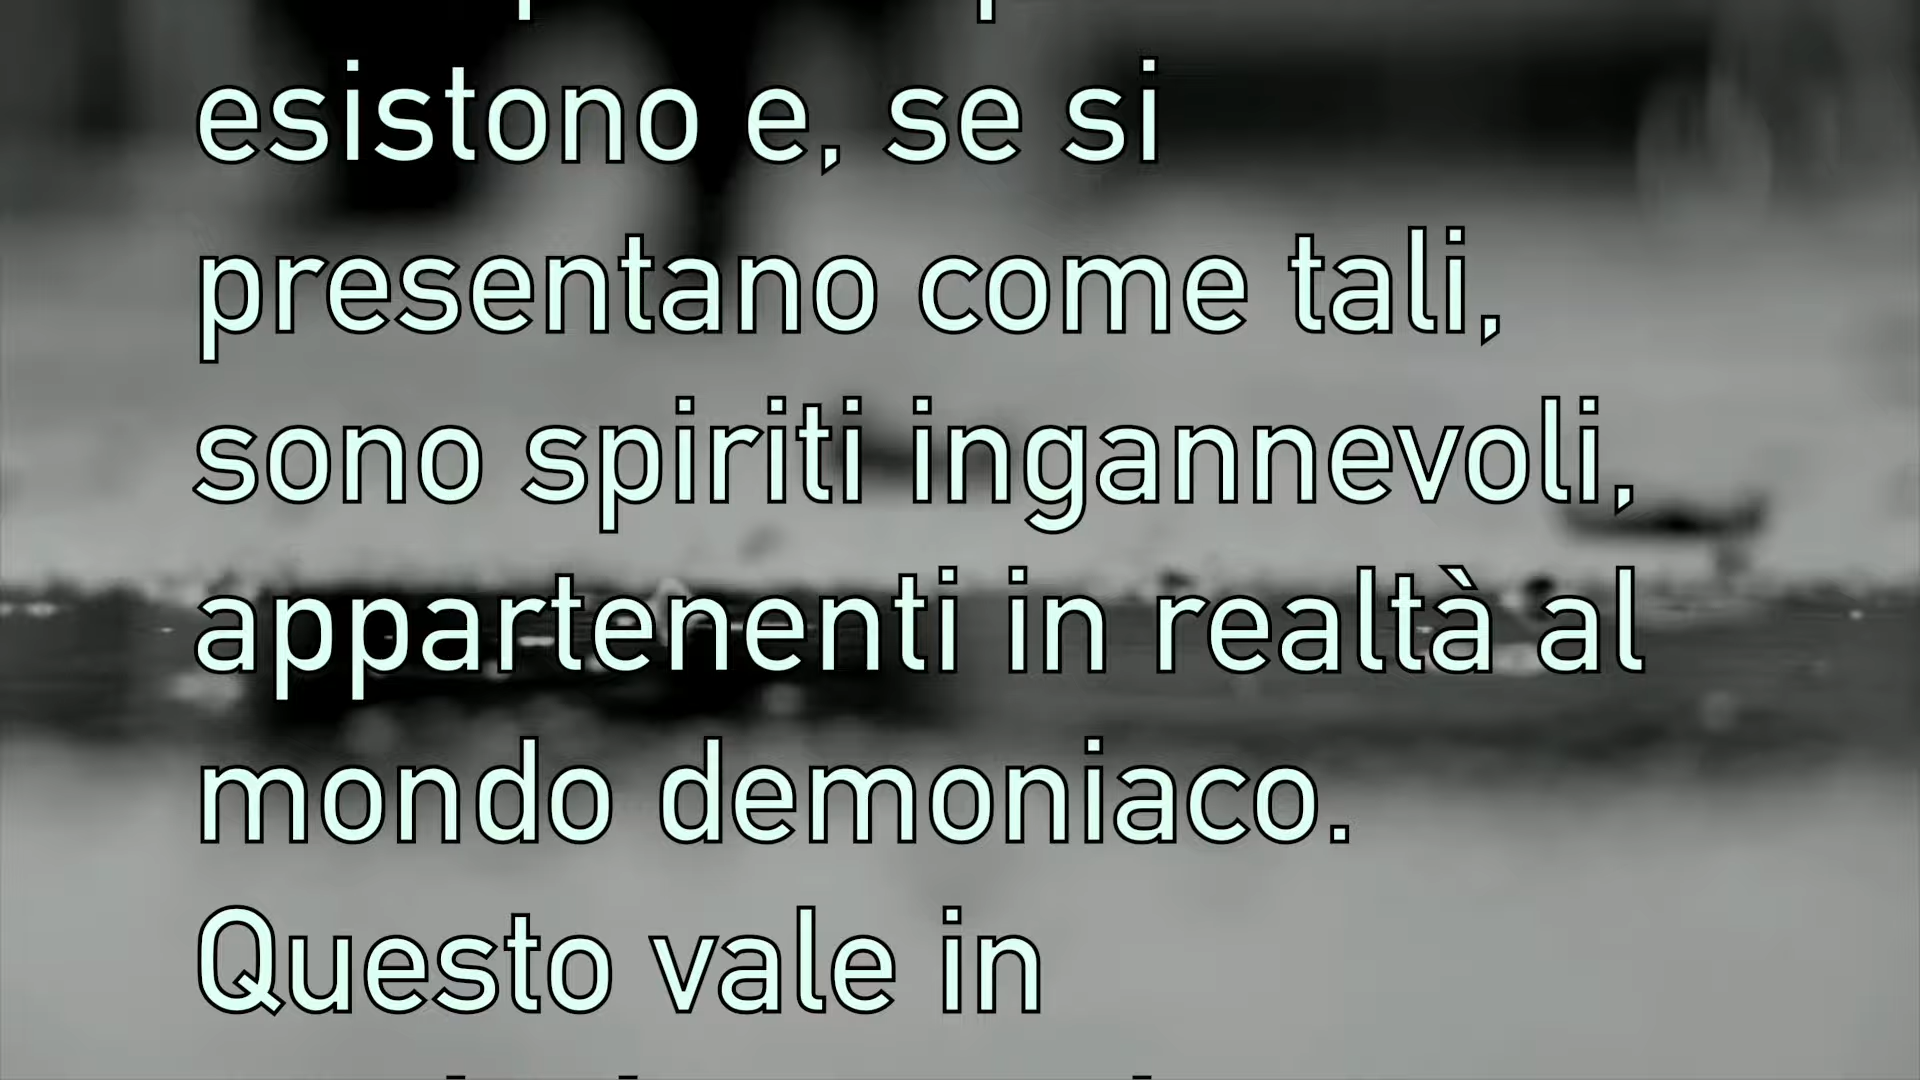 esistono e, se si
presentano come tali,
sono spiriti ingannevoli,
appartenenti in realtà al
mondo demoniaco.
Questo vale in